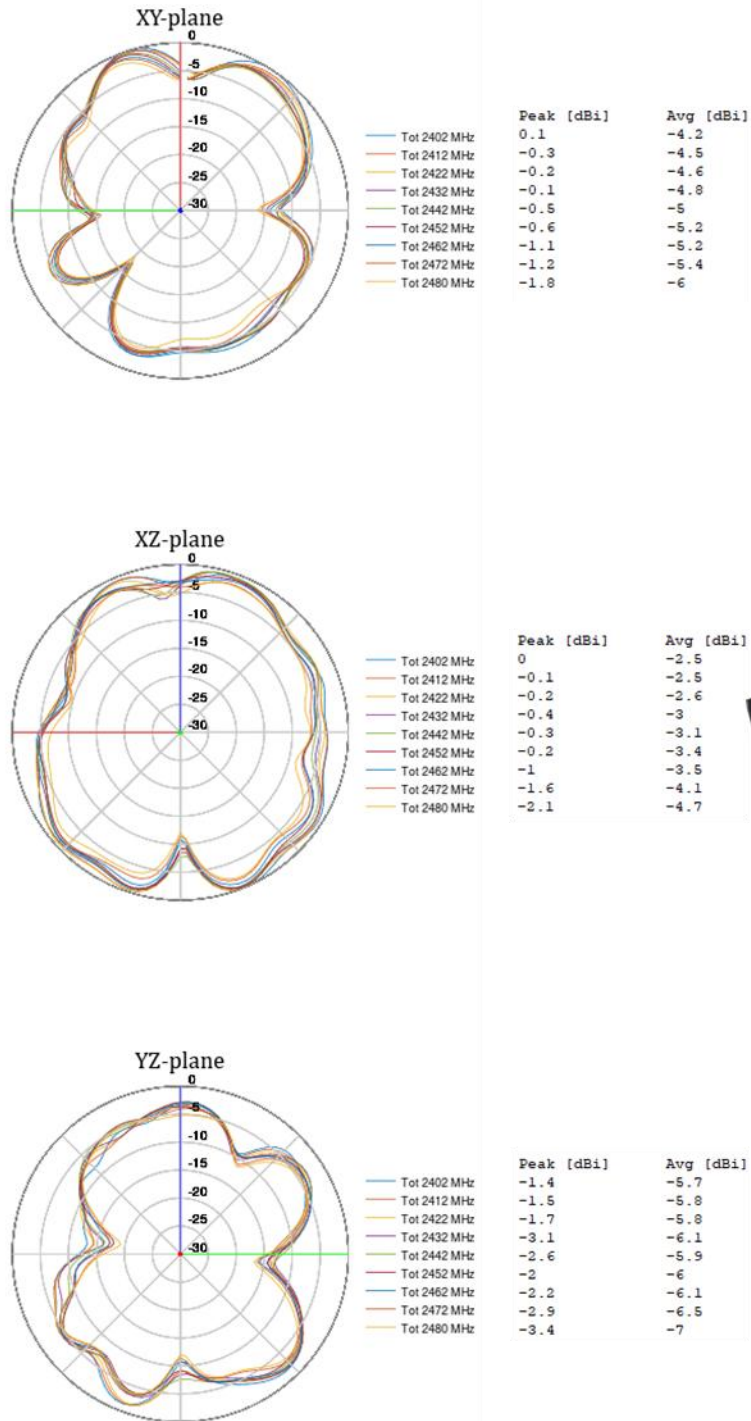 XY-plane
0
-5
-10
-15
-20
-25
-30
Peak [dBi] Avg [dBi]
Tot 2402 MHz 0.1 -4.2
Tot 2412 MHz -0.3 -4.5
Tot 2422 MHz -0.2 -4.6
Tot 2432 MHz -0.1 -4.8
Tot 2442 MHz -0.5 -5
Tot 2452 MHz -0.6 -5.2
Tot 2462 MHz -1.1 -5.2
Tot 2472 MHz -1.2 -5.4
Tot 2480 MHz -1.8 -6
XZ-plane
0
-5
-10
-15
-20
-25
-30
Peak [dBi] Avg [dBi]
Tot 2402 MHz 0 -2.5
Tot 2412 MHz -0.1 -2.5
Tot 2422 MHz -0.2 -2.6
Tot 2432 MHz -0.4 -3
Tot 2442 MHz -0.3 -3.1
Tot 2452 MHz -0.2 -3.4
Tot 2462 MHz -1 -3.5
Tot 2472 MHz -1.6 -4.1
Tot 2480 MHz -2.1 -4.7
YZ-plane
0
-5
-10
-15
-20
-25
-30
Peak [dBi] Avg [dBi]
Tot 2402 MHz -1.4 -5.7
Tot 2412 MHz -1.5 -5.8
Tot 2422 MHz -1.7 -5.8
Tot 2432 MHz -3.1 -6.1
Tot 2442 MHz -2.6 -5.9
Tot 2452 MHz -2 -6
Tot 2462 MHz -2.2 -6.1
Tot 2472 MHz -2.9 -6.5
Tot 2480 MHz -3.4 -7